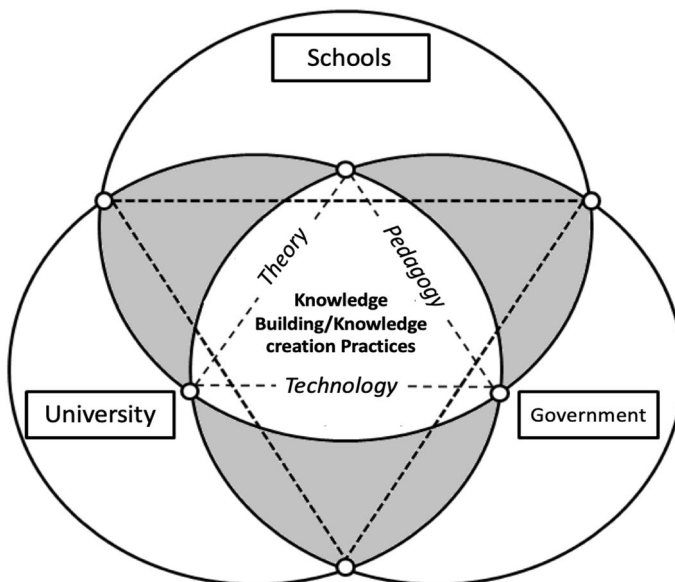 Schools
Theory
Pedagogy
Knowledge
Building/Knowledge
creation Practices
Technology
University
Government